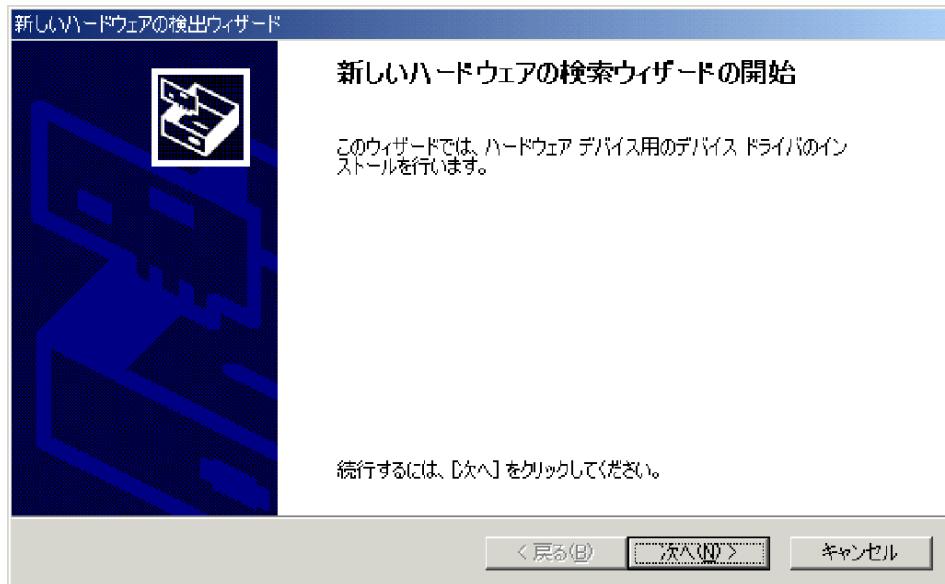 新しいハードウェアの検出ウィザード
新しいハードウェアの検索ウィザードの開始
このウィザードでは、ハードウェア デバイス用のデバイス ドライバのイン
ストールを行います。
続行するには、[次へ] をクリックしてください。
< 戻る(B)
次へ(N) >
キャンセル